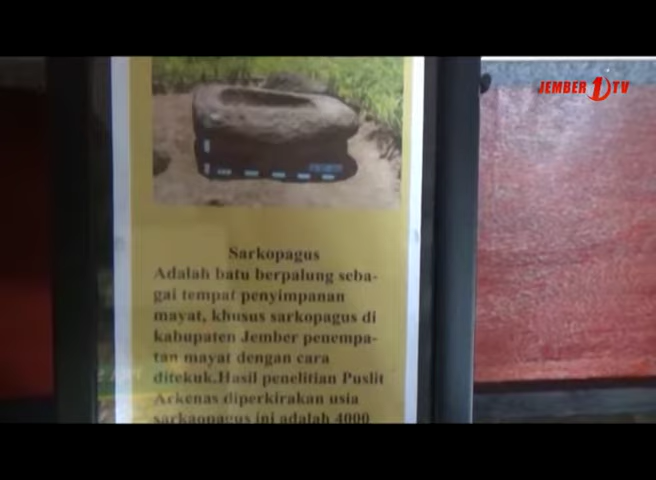 JEMBER 1 TV
Sarkopagus
Adalah batu berpalung seba-
gai tempat penyimpanan
mayat, khusus sarkopagus di
kabupaten Jember penempa-
tan mayat dengan cara
ditekuk.Hasil penelitian Puslit
Arkenas diperkirakan usia
sarkaopagus ini adalah 4000